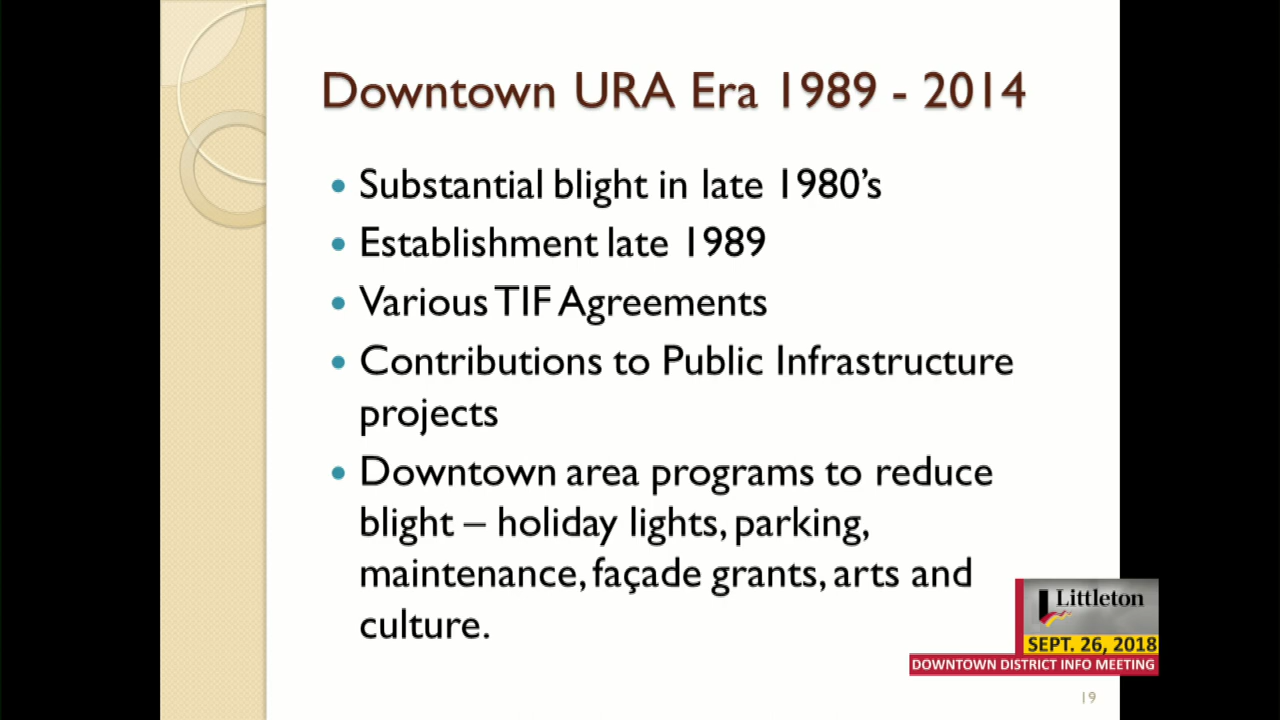 Downtown URA Era 1989 - 2014
Substantial blight in late 1980’s
Establishment late 1989
Various TIF Agreements
Contributions to Public Infrastructure
projects
Downtown area programs to reduce
blight – holiday lights, parking,
maintenance, façade grants, arts and
culture.
Littleton
SEPT. 26, 2018
DOWNTOWN DISTRICT INFO MEETING
19